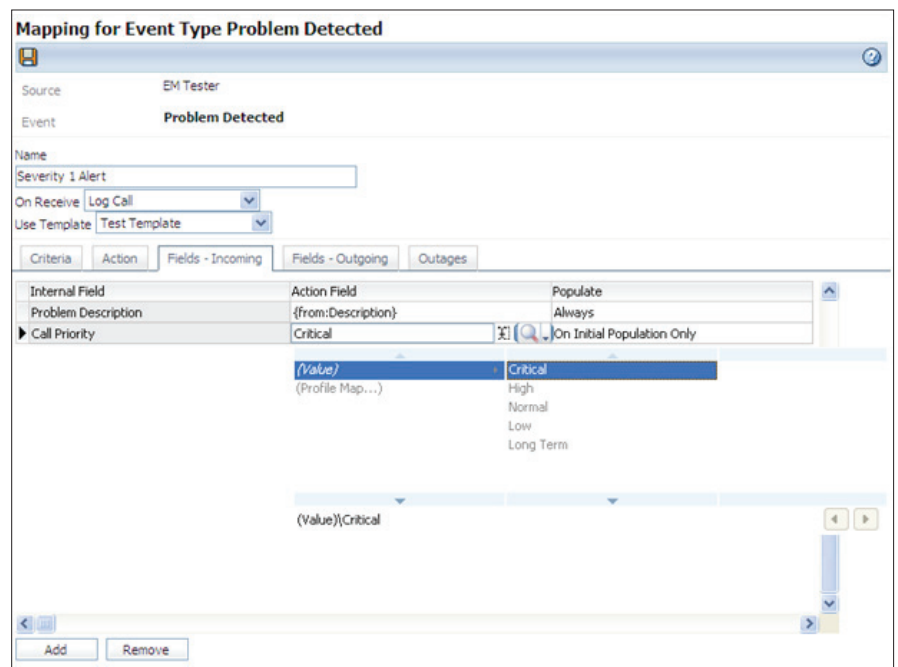 Mapping for Event Type Problem Detected
Source EM Tester
Event Problem Detected
Name
Severity 1 Alert
On Receive Log Call
Use Template Test Template
Criteria Action Fields - Incoming Fields - Outgoing Outages
Internal Field Action Field Populate
Problem Description {from:Description} Always
Call Priority Critical On Initial Population Only
(Value) Critical
(Profile Map...) High
Normal
Low
Long Term
(Value)\Critical
Add Remove